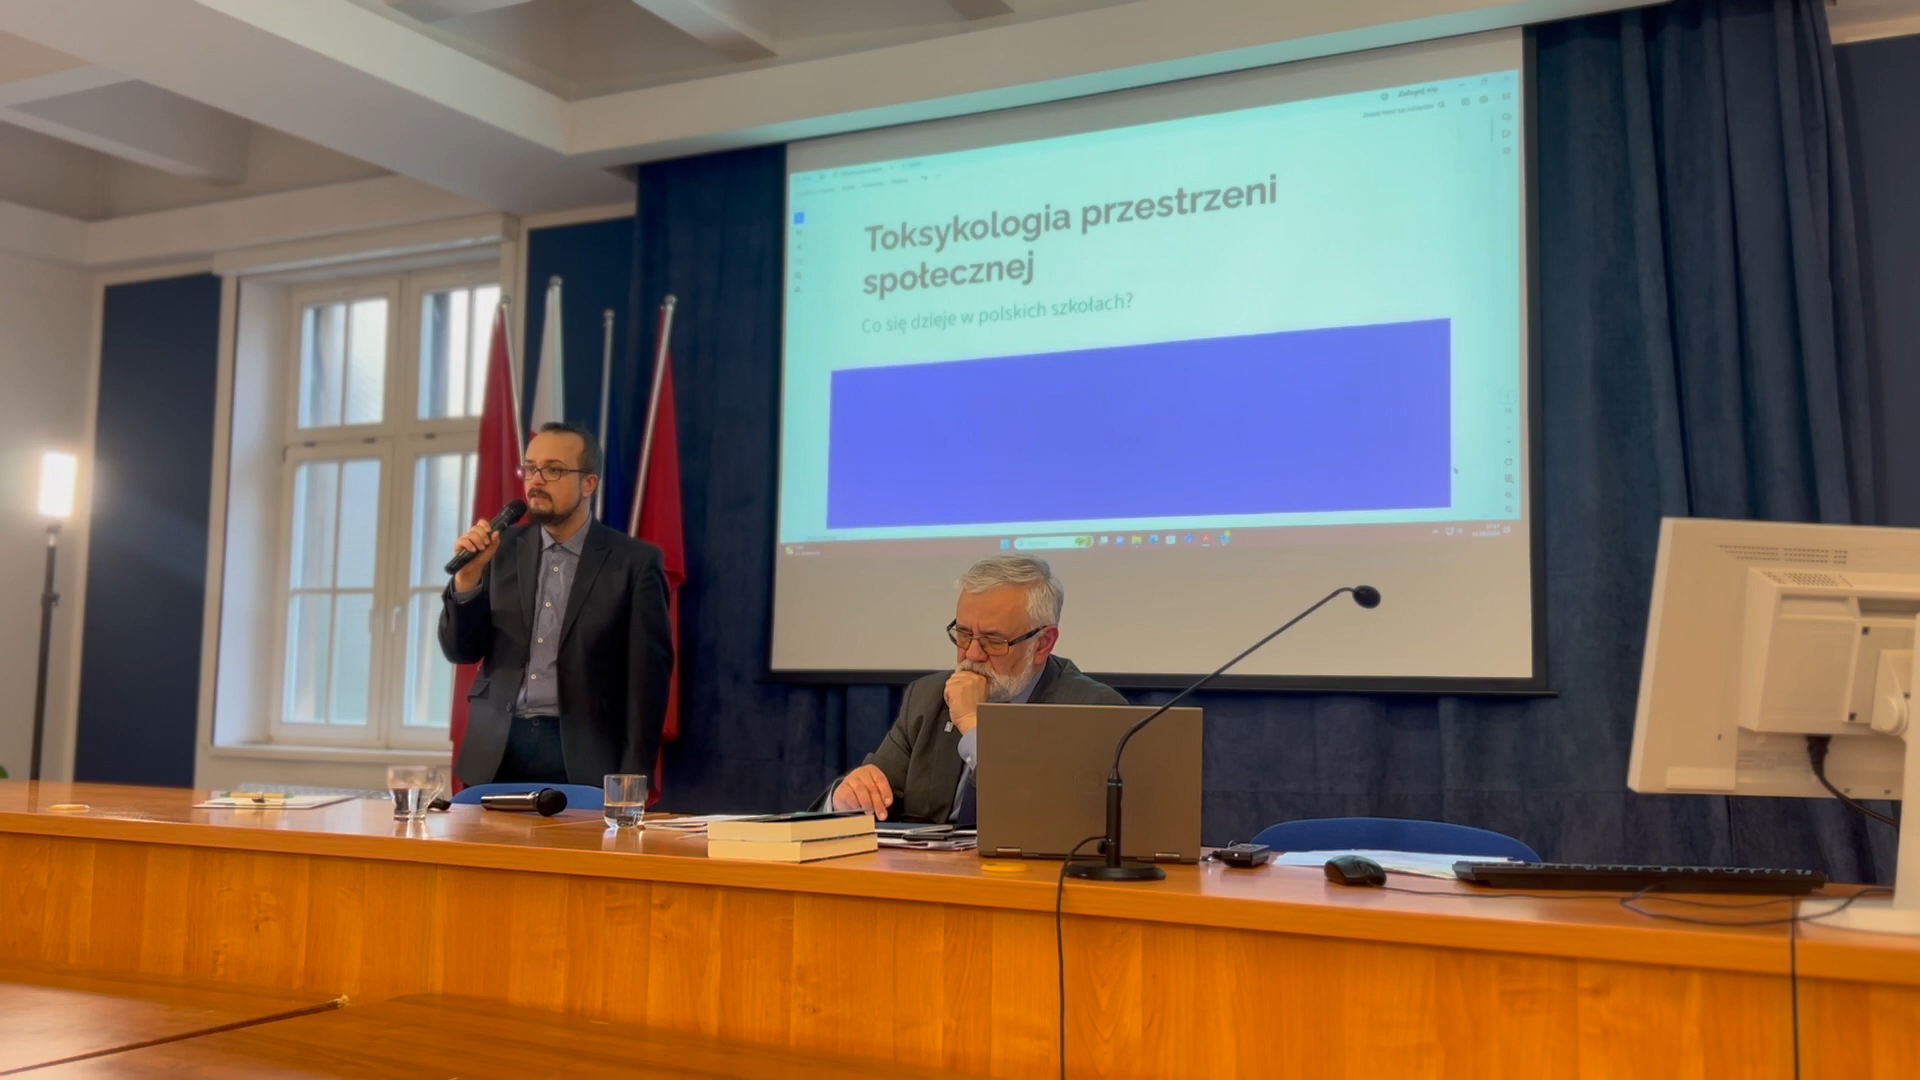 Toksykologia przestrzeni
społecznej
Co się dzieje w polskich szkołach?